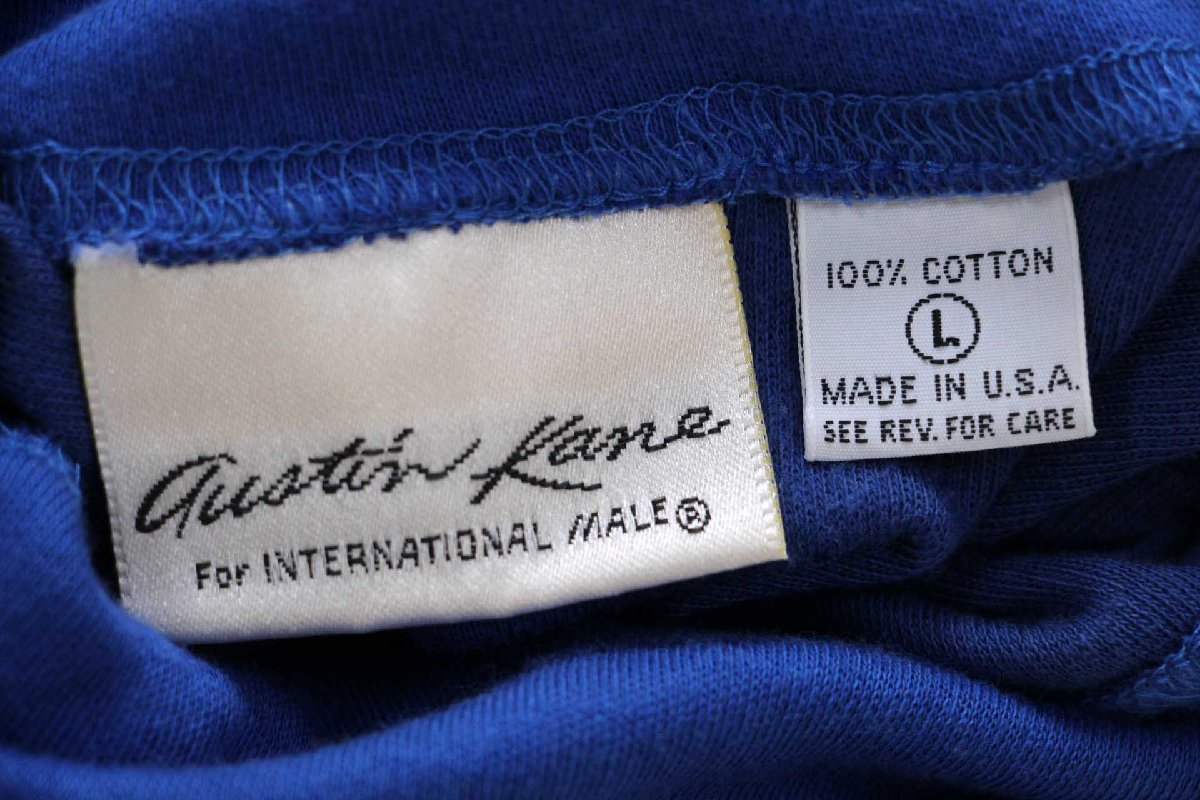 Austin Kane
For INTERNATIONAL MALE®
100% COTTON
L
MADE IN U.S.A.
SEE REV. FOR CARE